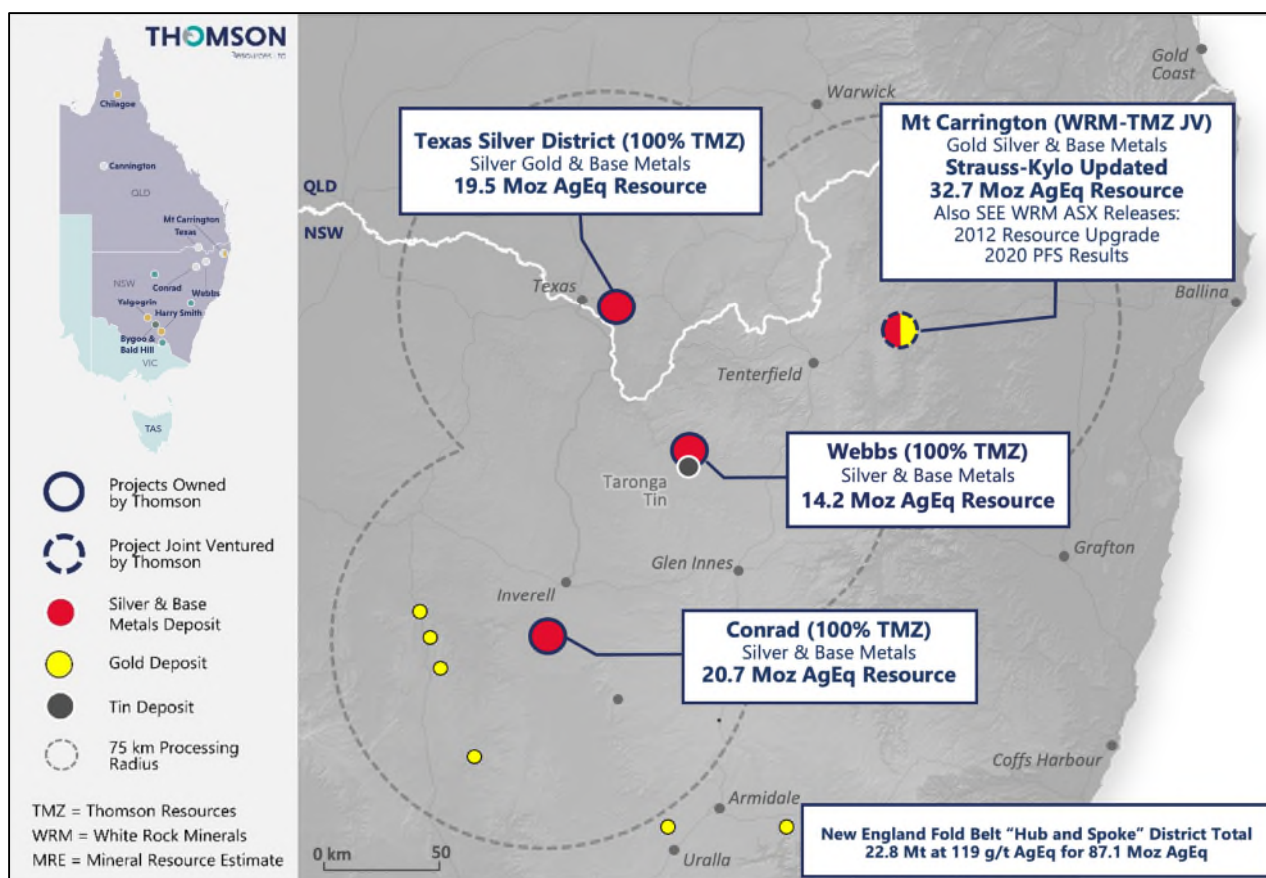 THOMSON
Resources Ltd
Chilagoe
Cannington
QLD
Mt Carrington
Texas
NSW
Conrad
Webbs
Yalgogrin
Harry Smith
Bygoo &
Bald Hill
VIC
TAS
Projects Owned
by Thomson
Project Joint Ventured
by Thomson
Silver & Base
Metals Deposit
Gold Deposit
Tin Deposit
75 km Processing
Radius
TMZ = Thomson Resources
WRM = White Rock Minerals
MRE = Mineral Resource Estimate
Gold
Coast
Warwick
Texas Silver District (100% TMZ)
Silver Gold & Base Metals
19.5 Moz AgEq Resource
Mt Carrington (WRM-TMZ JV)
Gold Silver & Base Metals
Strauss-Kylo Updated
32.7 Moz AgEq Resource
Also SEE WRM ASX Releases:
2012 Resource Upgrade
2020 PFS Results
QLD
NSW
Texas
Ballina
Tenterfield
Webbs (100% TMZ)
Silver & Base Metals
14.2 Moz AgEq Resource
Taronga
Tin
Grafton
Glen Innes
Inverell
Conrad (100% TMZ)
Silver & Base Metals
20.7 Moz AgEq Resource
Coffs Harbour
Armidale
Uralla
0 km 50
New England Fold Belt “Hub and Spoke” District Total
22.8 Mt at 119 g/t AgEq for 87.1 Moz AgEq